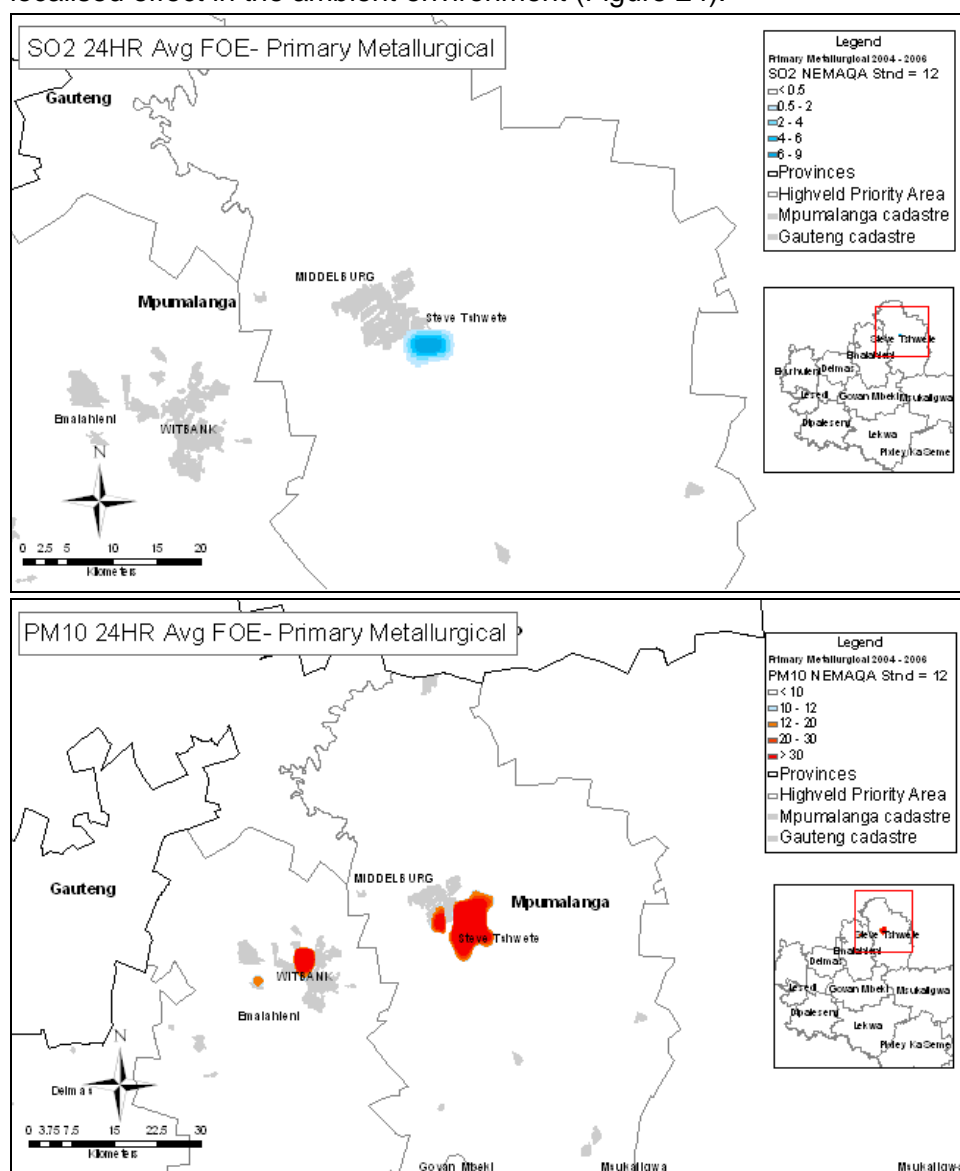 localised effect in the ambient environment (Figure 24).
SO2 24HR Avg FOE- Primary Metallurgical
Gauteng
MIDDELBURG
Mpumalanga
Steve Tshwete
Emalahleni
WITBANK
N
0 2.5 5 10 15 20
Kilometers
Legend
Primary Metallurgical 2004 - 2006
SO2 NEMAQA Stnd = 12
< 0.5
0.5 - 2
2 - 4
4 - 6
6 - 9
Provinces
Highveld Priority Area
Mpumalanga cadastre
Gauteng cadastre
Steve Tshwete
Emalahleni
Ekurhuleni
Delmas
Lesedi
Govan Mbeki
Msukaligwa
Dipaleseng
Lekwa
Pixley Ka Seme
PM10 24HR Avg FOE- Primary Metallurgical
Gauteng
MIDDELBURG
Mpumalanga
Steve Tshwete
WITBANK
Emalahleni
N
Delmas
0 3.75 7.5 15 22.5 30
Kilometers
Govan Mbeki
Msukaligwa
Legend
Primary Metallurgical 2004 - 2006
PM10 NEMAQA Stnd = 12
< 10
10 - 12
12 - 20
20 - 30
> 30
Provinces
Highveld Priority Area
Mpumalanga cadastre
Gauteng cadastre
Steve Tshwete
Emalahleni
Delmas
Lesedi
Govan Mbeki
Msukaligwa
Dipaleseng
Lekwa
Pixley Ka Seme